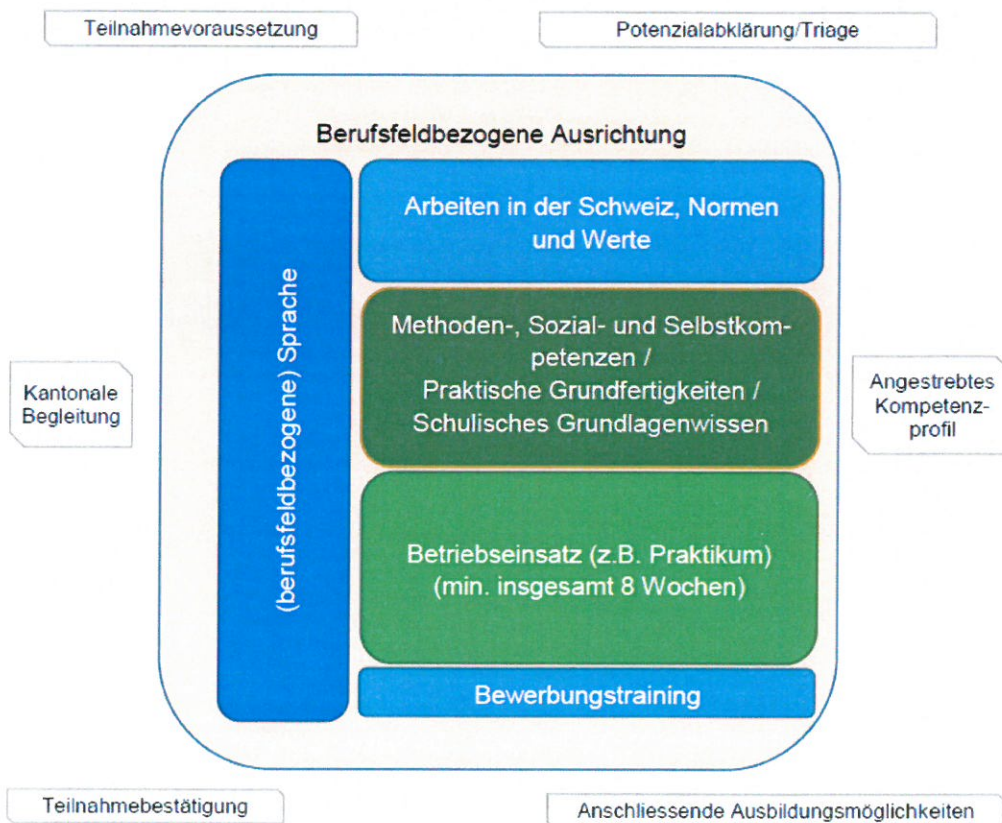 Teilnahmevoraussetzung
Potenzialabklärung/Triage
Berufsfeldbezogene Ausrichtung
(berufsfeldbezogene) Sprache
Arbeiten in der Schweiz, Normen
und Werte
Methoden-, Sozial- und Selbstkom-
petenzen /
Praktische Grundfertigkeiten /
Schulisches Grundlagenwissen
Betriebseinsatz (z.B. Praktikum)
(min. insgesamt 8 Wochen)
Bewerbungstraining
Kantonale
Begleitung
Angestrebtes
Kompetenz-
profil
Teilnahmebestätigung
Anschliessende Ausbildungsmöglichkeiten